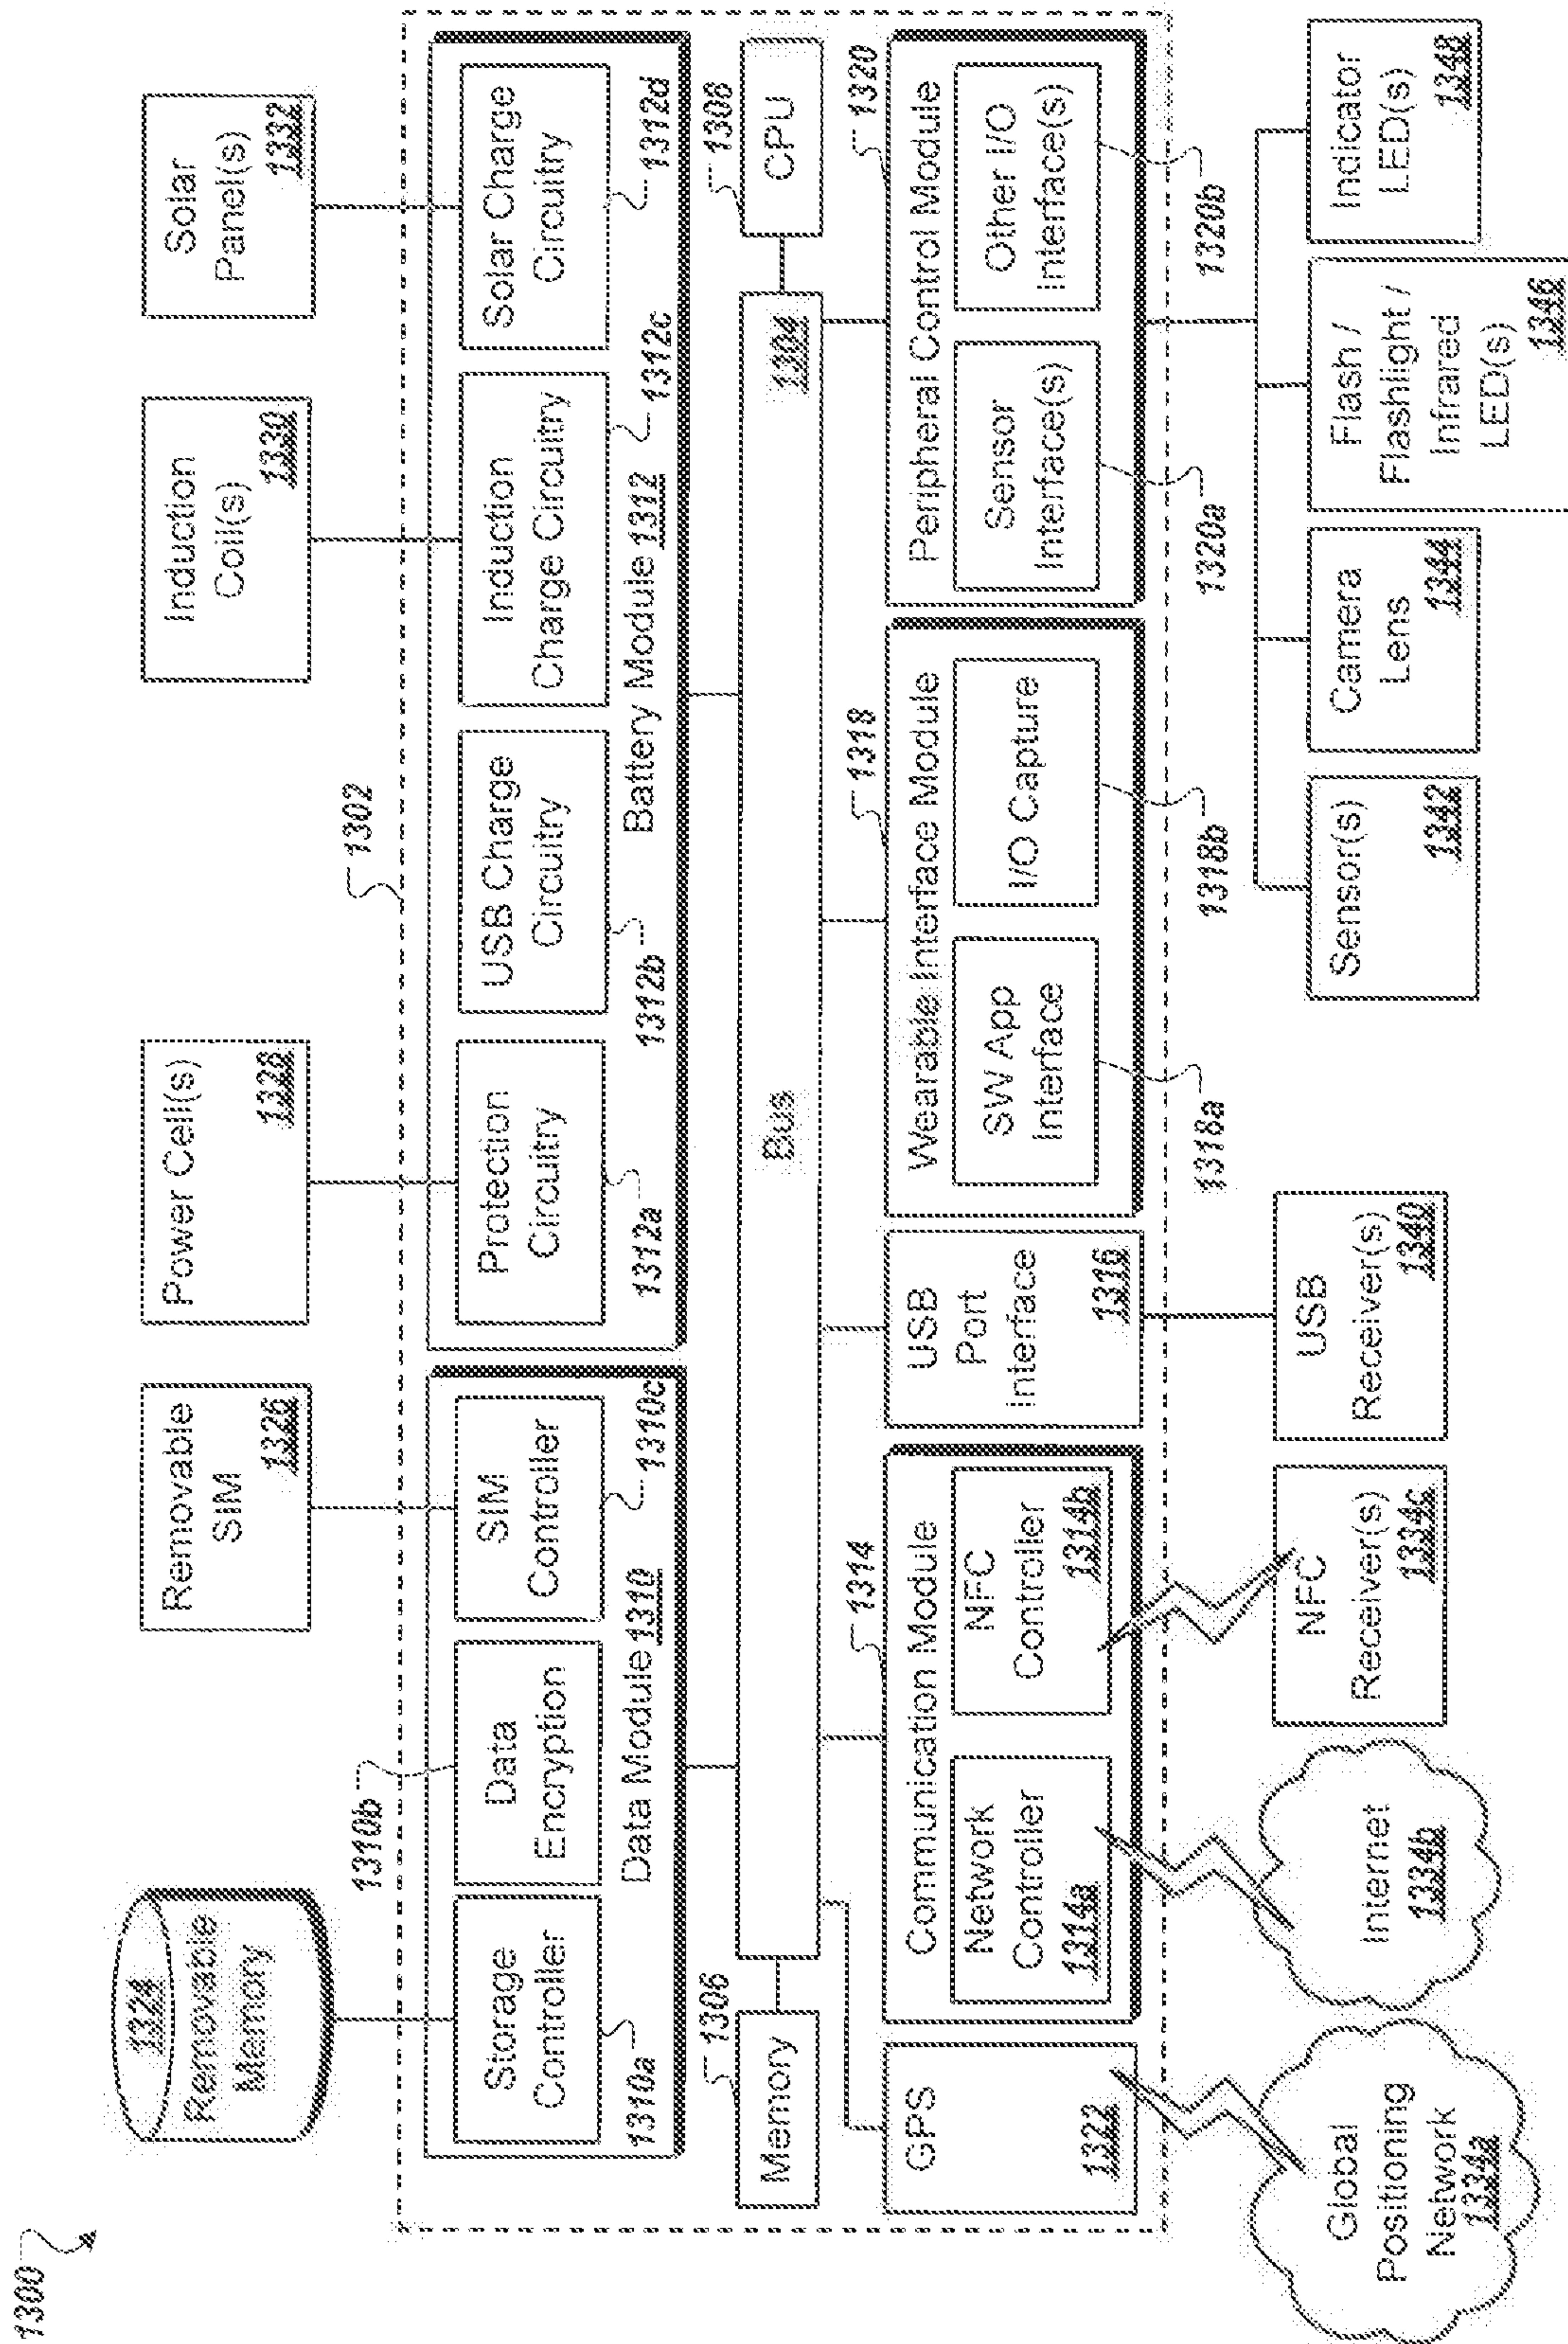 1300
1324
Removable
Memory
Removable
SIM
1326
Power Cell(s)
1328
Induction
Coil(s)
1330
Solar
Panel(s)
1332
1310b
1302
Storage
Controller
1310a
Data
Encryption
SIM
Controller
1310c
Data Module 1310
Protection
Circuitry
1312a
USB Charge
Circuitry
1312b
Induction
Charge Circuitry
1312c
Solar Charge
Circuitry
1312d
Battery Module 1312
1306
Memory
Bus
1304
1308
CPU
GPS
1322
1314
Communication Module
Network
Controller
1314a
NFC
Controller
1314b
USB
Port
Interface
1316
1318
Wearable Interface Module
SW App
Interface
1318a
I/O Capture
1318b
1320
Peripheral Control Module
Sensor
Interface(s)
1320a
Other I/O
Interface(s)
1320b
Global
Positioning
Network
1334a
Internet
1334b
NFC
Receiver(s)
1334c
USB
Receiver(s)
1340
Sensor(s)
1342
Camera
Lens
1344
Flash /
Flashlight /
Infrared
LED(s)
1346
Indicator
LED(s)
1348